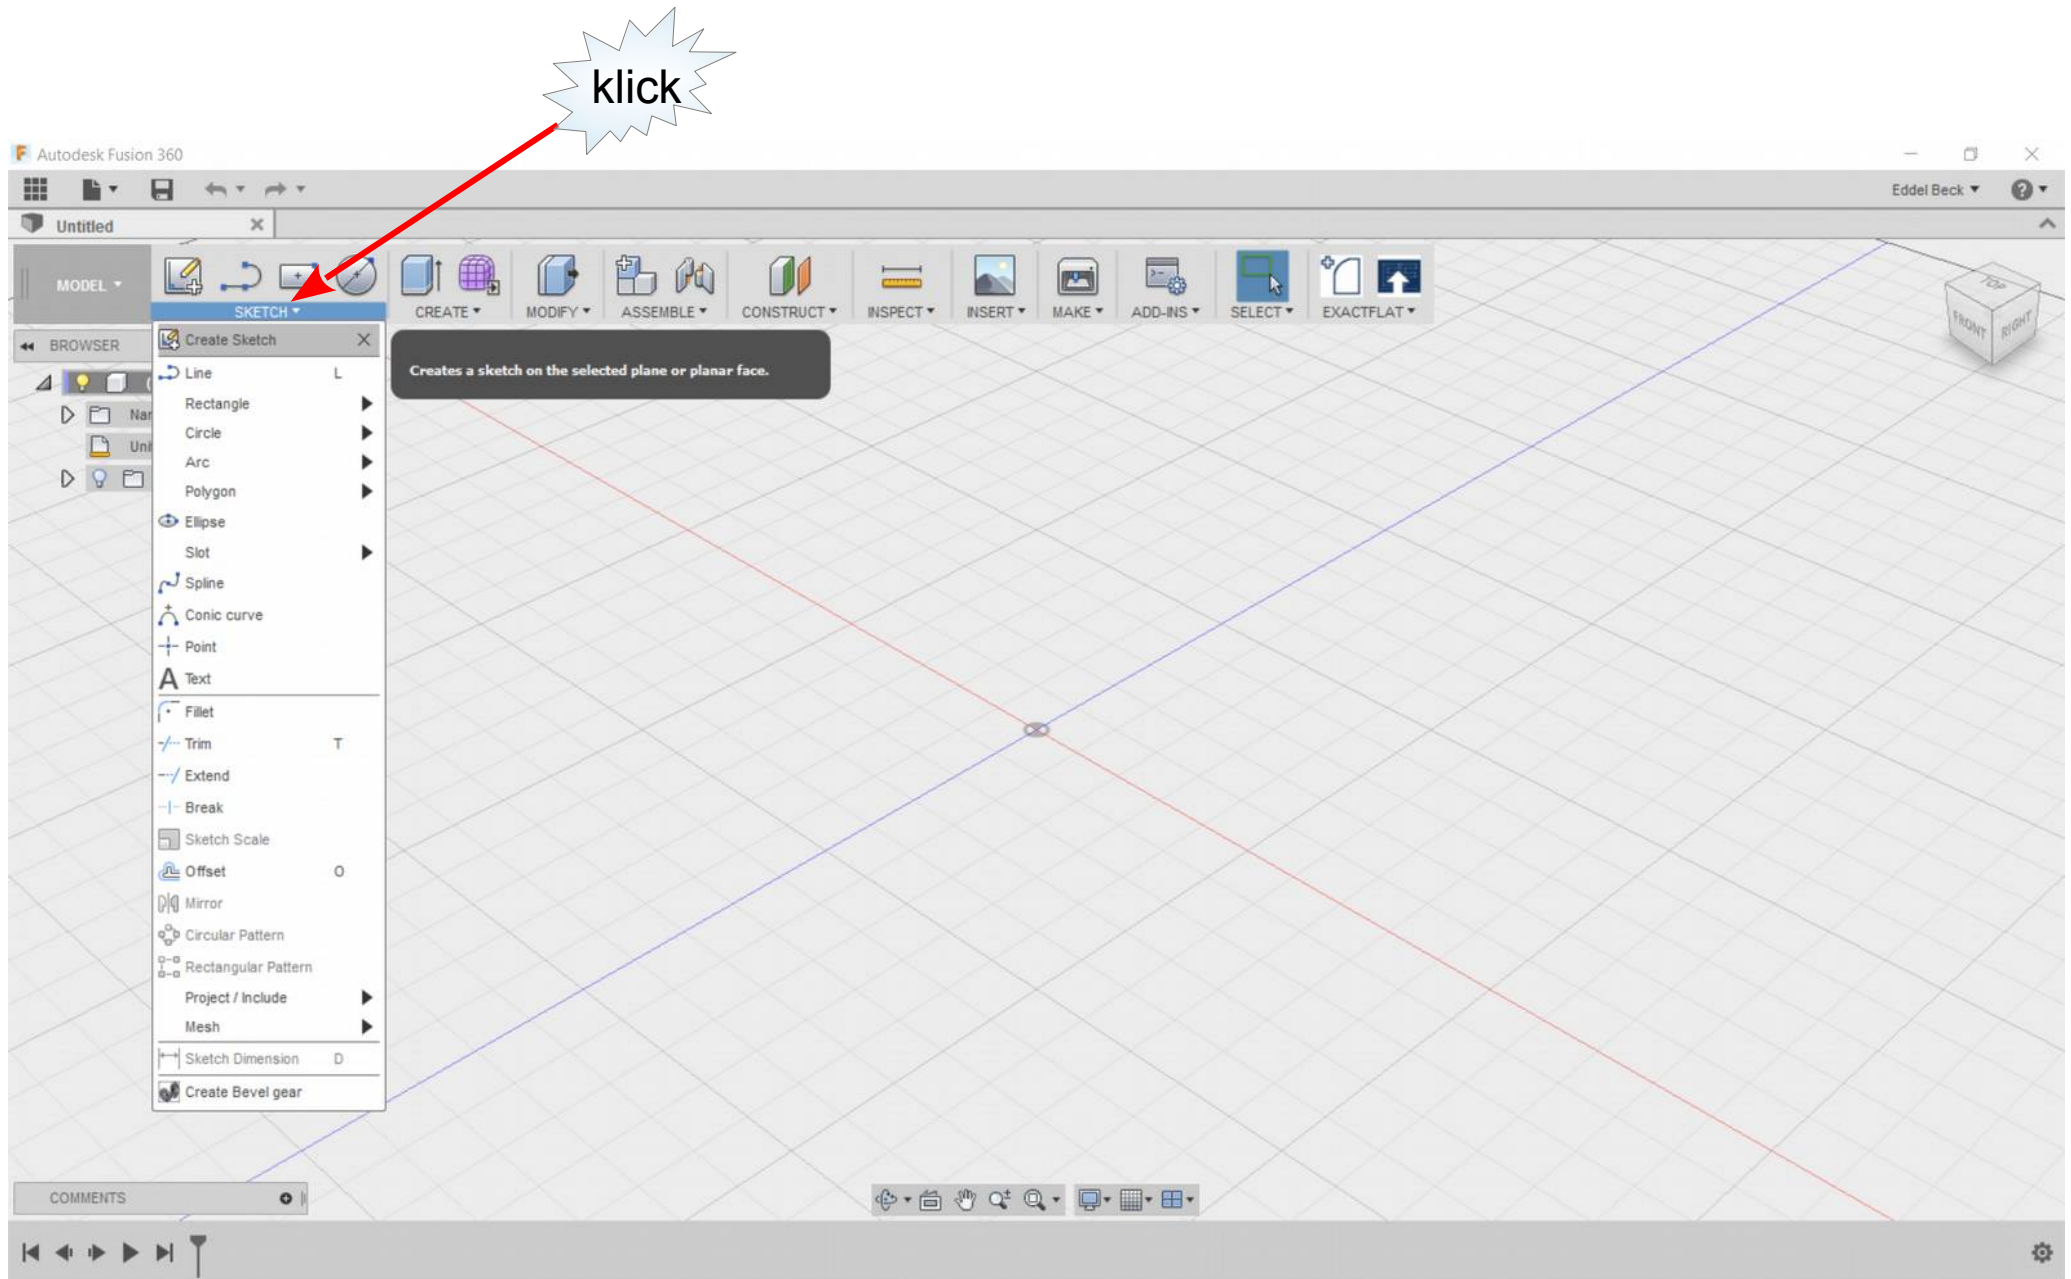 klick
Autodesk Fusion 360
Eddel Beck
Untitled
MODEL
SKETCH
CREATE
MODIFY
ASSEMBLE
CONSTRUCT
INSPECT
INSERT
MAKE
ADD-INS
SELECT
EXACTFLAT
TOP
FRONT
RIGHT
BROWSER
Nar
Uni
Create Sketch
Creates a sketch on the selected plane or planar face.
Line L
Rectangle
Circle
Arc
Polygon
Ellipse
Slot
Spline
Conic curve
Point
A Text
Fillet
Trim T
Extend
Break
Sketch Scale
Offset O
Mirror
Circular Pattern
Rectangular Pattern
Project / Include
Mesh
Sketch Dimension D
Create Bevel gear
COMMENTS